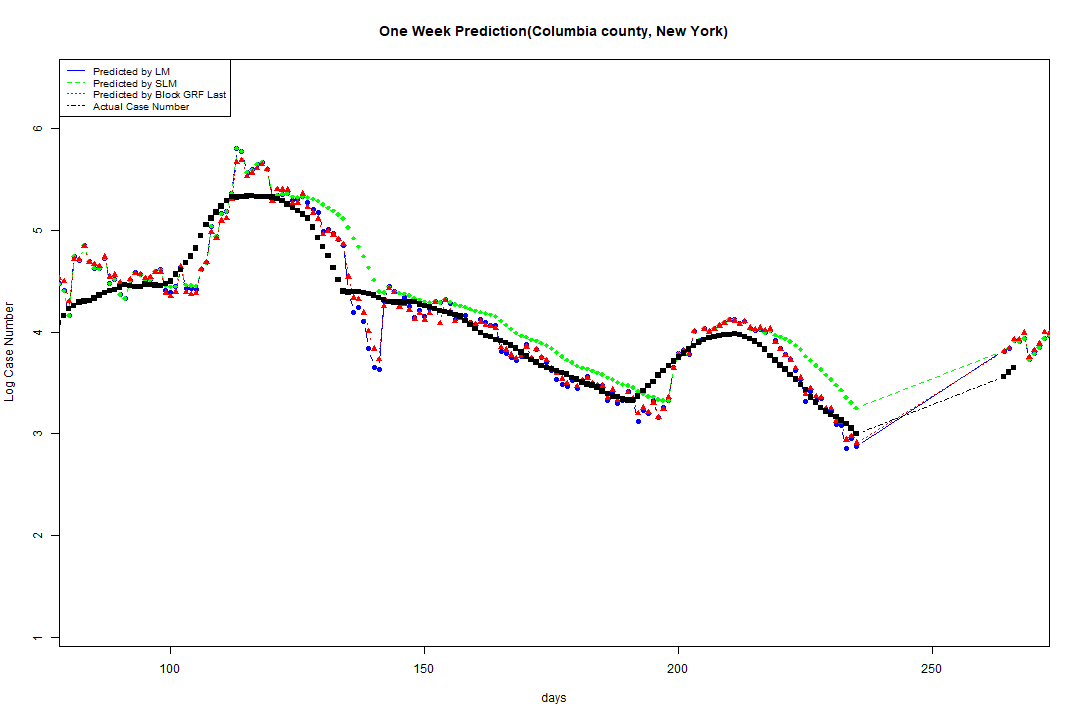 One Week Prediction(Columbia county, New York)
Predicted by LM
Predicted by SLM
Predicted by Block GRF Last
Actual Case Number
6
5
4
3
2
1
Log Case Number
100
150
200
250
days